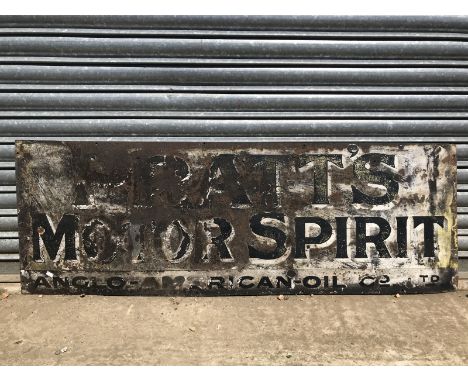 PRATT'S
MOTOR SPIRIT
ANGLO-AMERICAN-OIL CO LTD